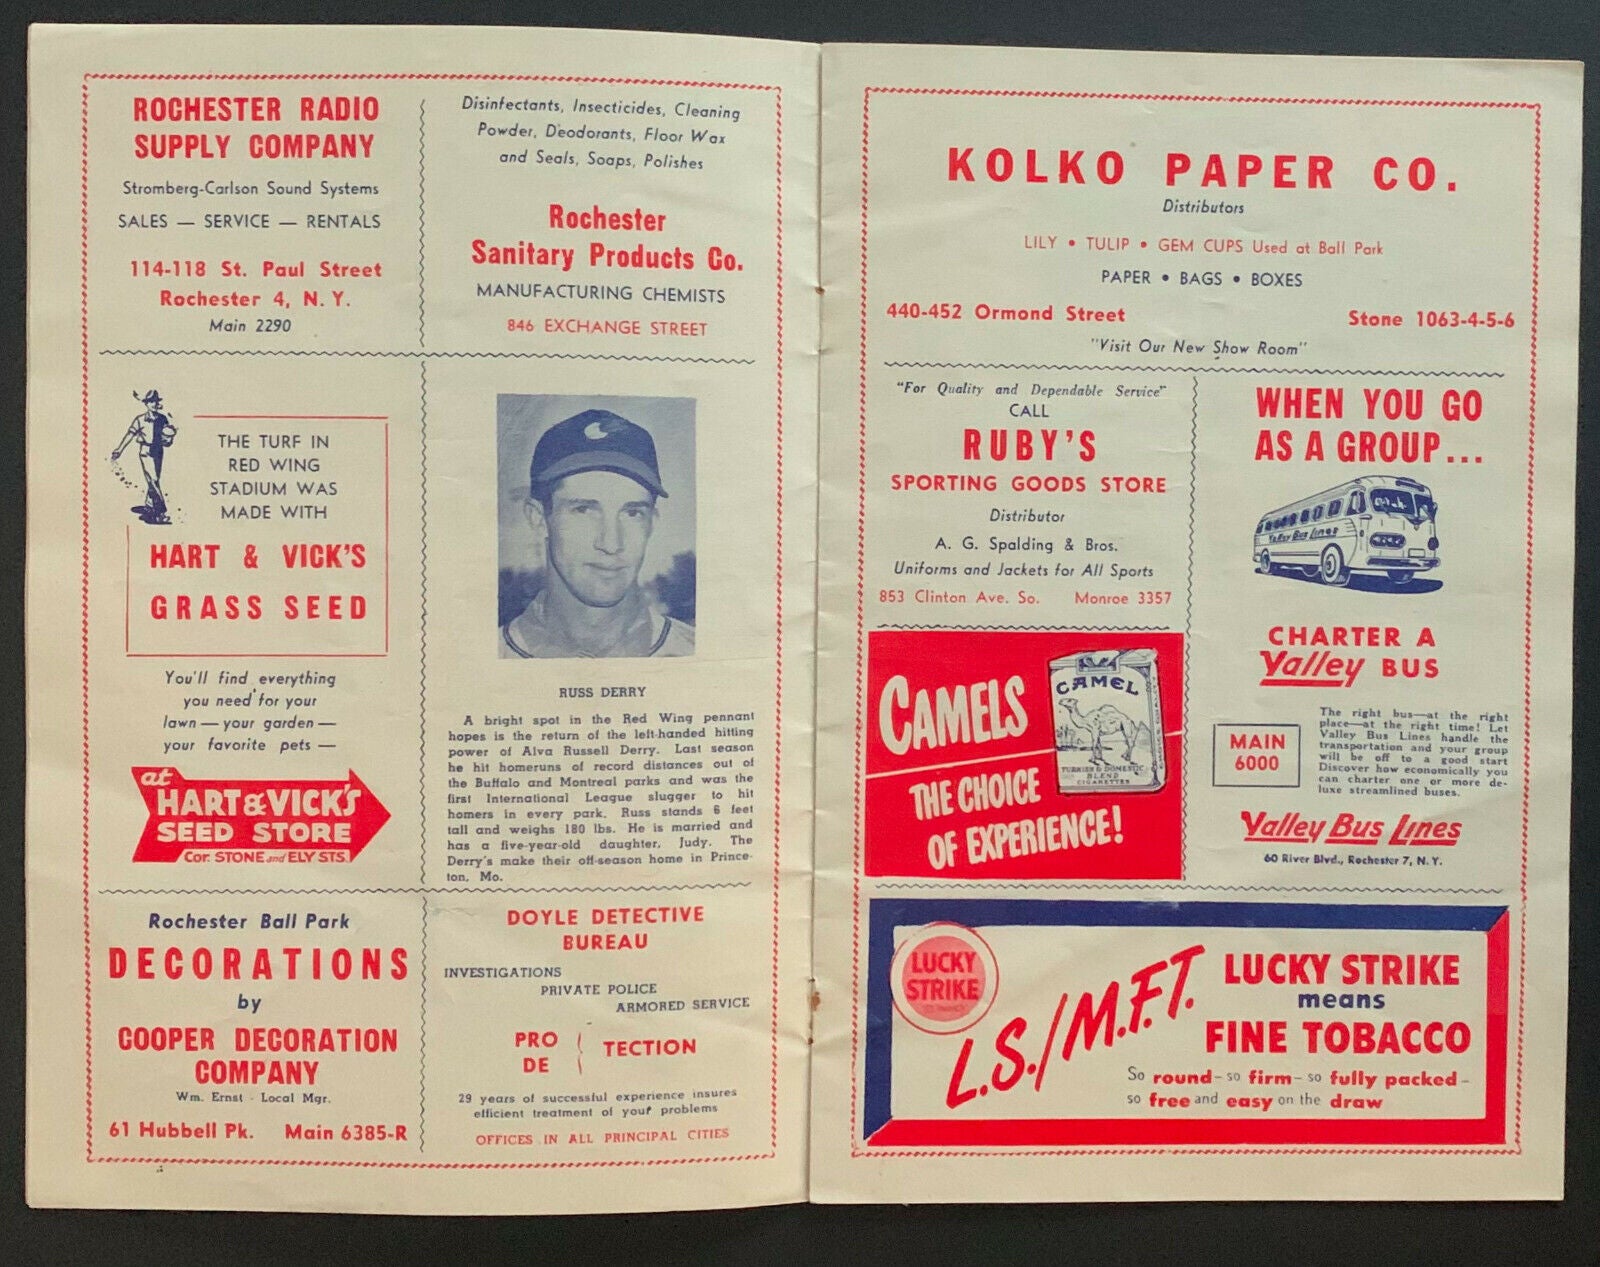 ROCHESTER RADIO
SUPPLY COMPANY
Stromberg-Carlson Sound Systems
SALES — SERVICE — RENTALS
114-118 St. Paul Street
Rochester 4, N. Y.
Main 2290
Disinfectants, Insecticides, Cleaning
Powder, Deodorants, Floor Wax
and Seals, Soaps, Polishes
Rochester
Sanitary Products Co.
MANUFACTURING CHEMISTS
846 EXCHANGE STREET
THE TURF IN
RED WING
STADIUM WAS
MADE WITH
HART & VICK'S
GRASS SEED
You'll find everything
you need for your
lawn — your garden —
your favorite pets —
at
HART & VICK'S
SEED STORE
Cor. STONE and ELY STS.
RUSS DERRY
A bright spot in the Red Wing pennant
hopes is the return of the left-handed hitting
power of Alva Russell Derry. Last season
he hit homeruns of record distances out of
the Buffalo and Montreal parks and was the
first International League slugger to hit
homers in every park. Russ stands 6 feet
tall and weighs 180 lbs. He is married and
has a five-year-old daughter, Judy. The
Derry's make their off-season home in Prince-
ton, Mo.
Rochester Ball Park
DECORATIONS
by
COOPER DECORATION
COMPANY
Wm. Ernst - Local Mgr.
61 Hubbell Pk. Main 6385-R
DOYLE DETECTIVE
BUREAU
INVESTIGATIONS
PRIVATE POLICE
ARMORED SERVICE
PRO
DE
TECTION
29 years of successful experience insures
efficient treatment of your problems
OFFICES IN ALL PRINCIPAL CITIES
KOLKO PAPER CO.
Distributors
LILY • TULIP • GEM CUPS Used at Ball Park
PAPER • BAGS • BOXES
440-452 Ormond Street Stone 1063-4-5-6
"Visit Our New Show Room"
"For Quality and Dependable Service"
CALL
RUBY'S
SPORTING GOODS STORE
Distributor
A. G. Spalding & Bros.
Uniforms and Jackets for All Sports
853 Clinton Ave. So. Monroe 3357
WHEN YOU GO
AS A GROUP...
Valley Bus Lines
CHARTER A
Valley BUS
MAIN
6000
The right bus—at the right
place—at the right time! Let
Valley Bus Lines handle the
transportation and your group
will be off to a good start
Discover how economically you
can charter one or more de-
luxe streamlined buses.
Valley Bus Lines
60 River Blvd., Rochester 7, N. Y.
CAMELS
THE CHOICE
OF EXPERIENCE!
CAMEL
TURKISH & DOMESTIC
BLEND
CIGARETTES
CHOICE QUALITY
LUCKY
STRIKE
L.S./M.F.T.
LUCKY STRIKE
means
FINE TOBACCO
So round — so firm — so fully packed —
so free and easy on the draw